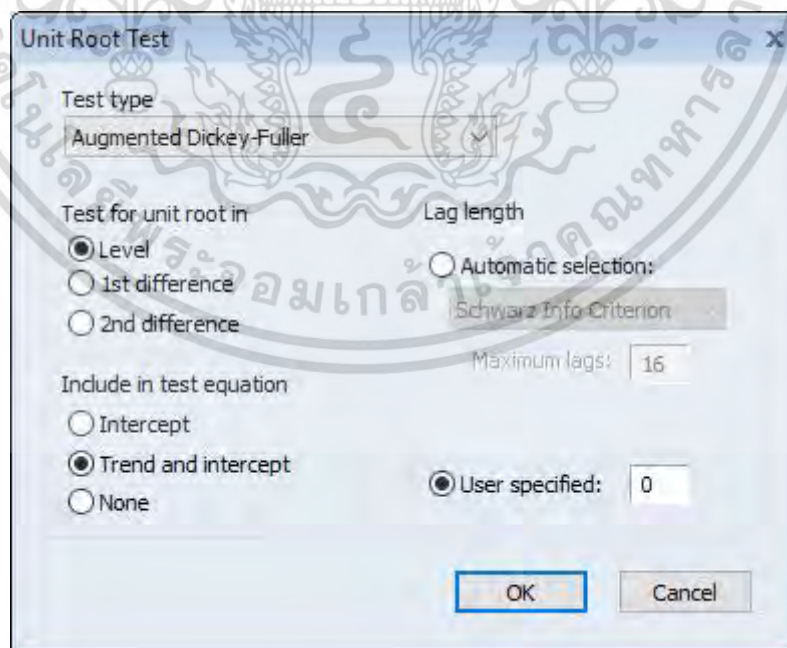 Unit Root Test
Test type
Augmented Dickey-Fuller
Test for unit root in
Level
1st difference
2nd difference
Include in test equation
Intercept
Trend and intercept
None
Lag length
Automatic selection:
Schwarz Info Criterion
Maximum lags: 16
User specified: 0
OK
Cancel